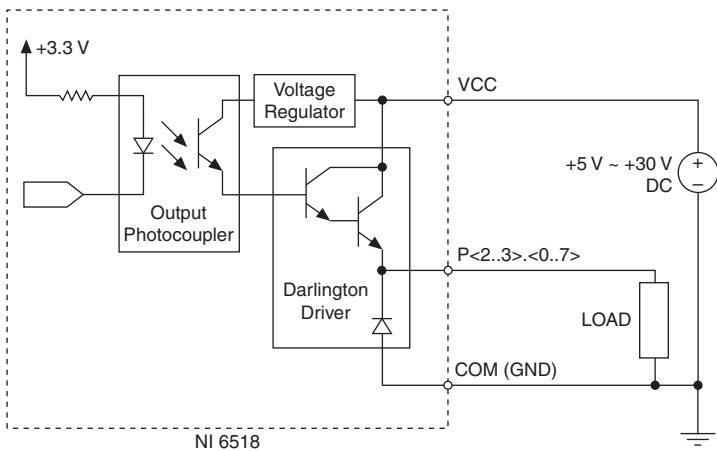 +3.3 V
Voltage
Regulator
VCC
+5 V ~ +30 V
DC
+
−
Output
Photocoupler
P<2..3>.<0..7>
Darlington
Driver
LOAD
COM (GND)
NI 6518